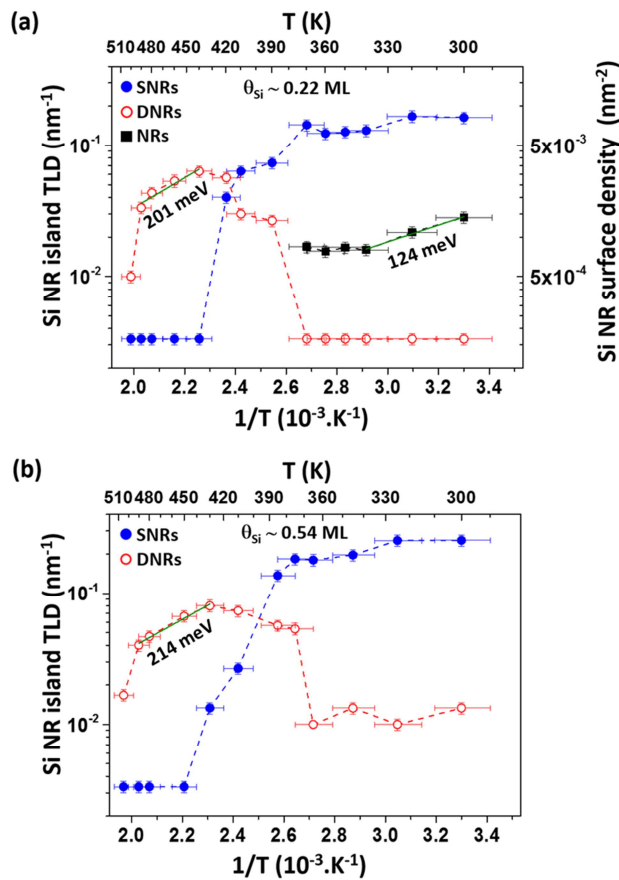 (a)
T (K)
510 480 450 420 390 360 330 300
SNRs
DNRs
NRs
θSi ~ 0.22 ML
Si NR island TLD (nm⁻¹)
10⁻¹
10⁻²
201 meV
124 meV
5x10⁻³
5x10⁻⁴
Si NR surface density (nm⁻²)
2.0 2.2 2.4 2.6 2.8 3.0 3.2 3.4
1/T (10⁻³.K⁻¹)
(b)
T (K)
510 480 450 420 390 360 330 300
SNRs
DNRs
θSi ~ 0.54 ML
Si NR island TLD (nm⁻¹)
10⁻¹
10⁻²
214 meV
2.0 2.2 2.4 2.6 2.8 3.0 3.2 3.4
1/T (10⁻³.K⁻¹)